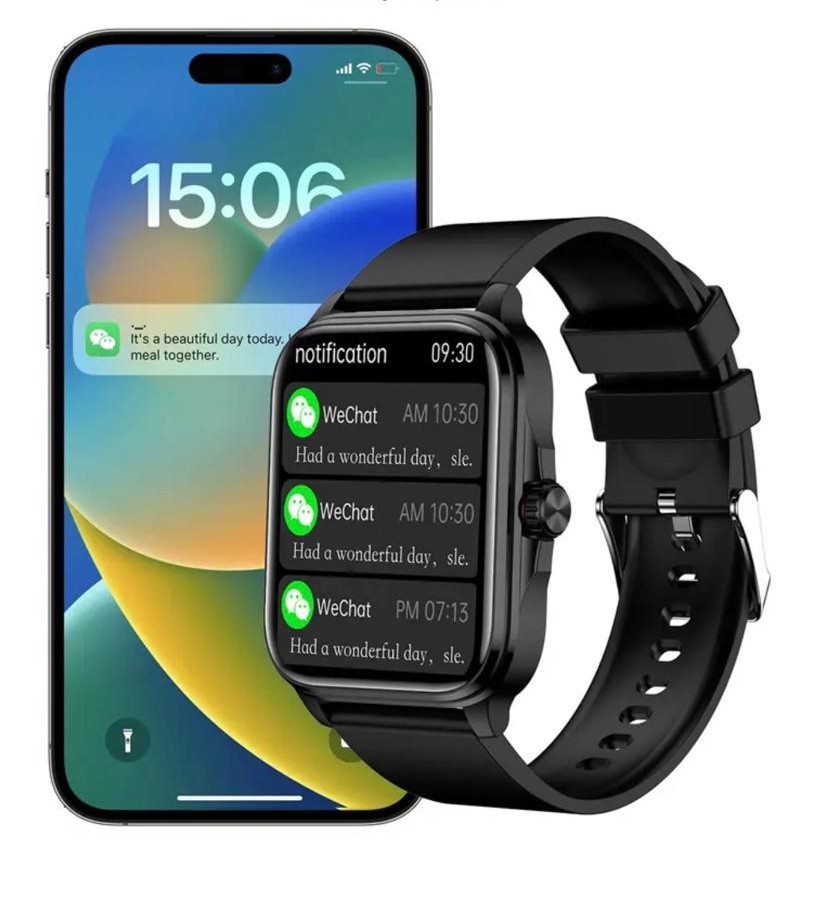 15:06
._.
It's a beautiful day today.
meal together.
notification 09:30
WeChat AM 10:30
Had a wonderful day, sle.
WeChat AM 10:30
Had a wonderful day, sle.
WeChat PM 07:13
Had a wonderful day, sle.